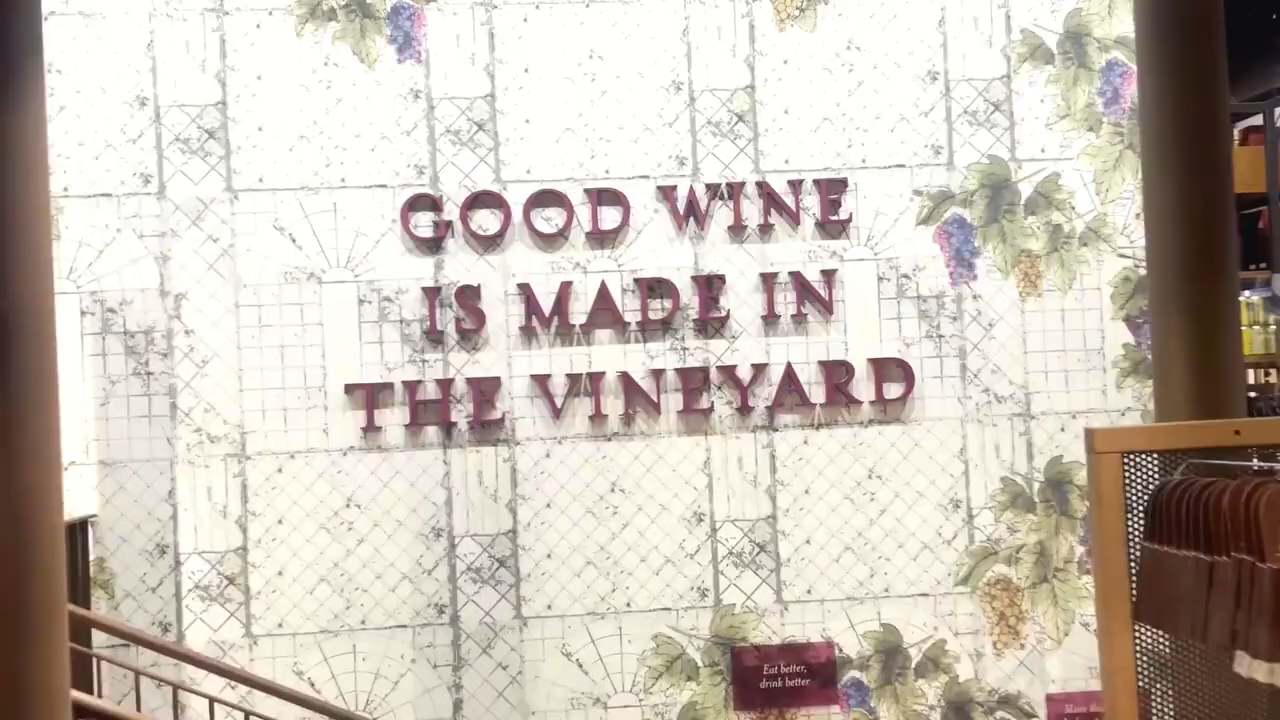 GOOD WINE
IS MADE IN
THE VINEYARD
Eat better,
drink better